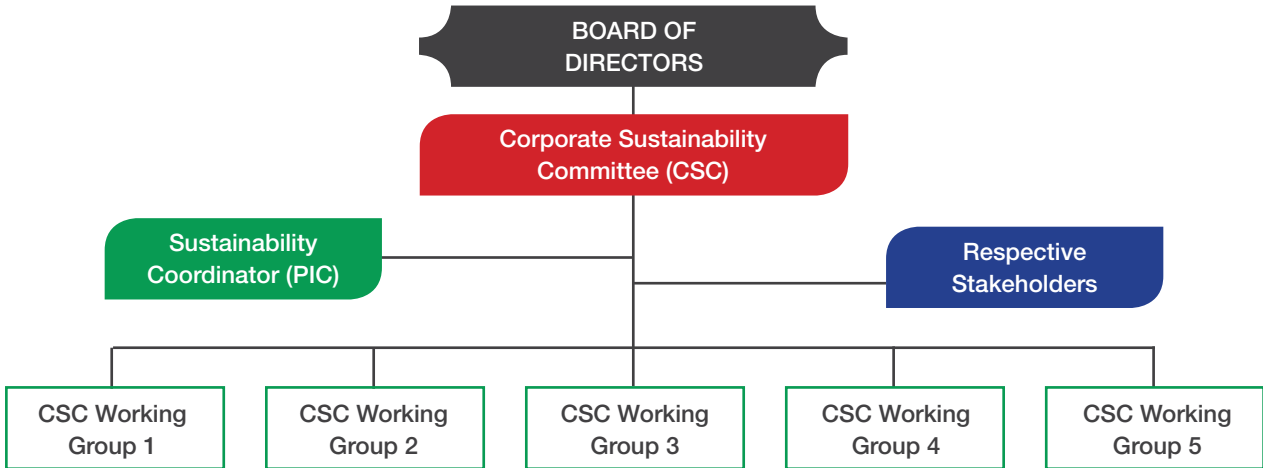 BOARD OF
DIRECTORS
Corporate Sustainability
Committee (CSC)
Sustainability
Coordinator (PIC)
Respective
Stakeholders
CSC Working
Group 1
CSC Working
Group 2
CSC Working
Group 3
CSC Working
Group 4
CSC Working
Group 5